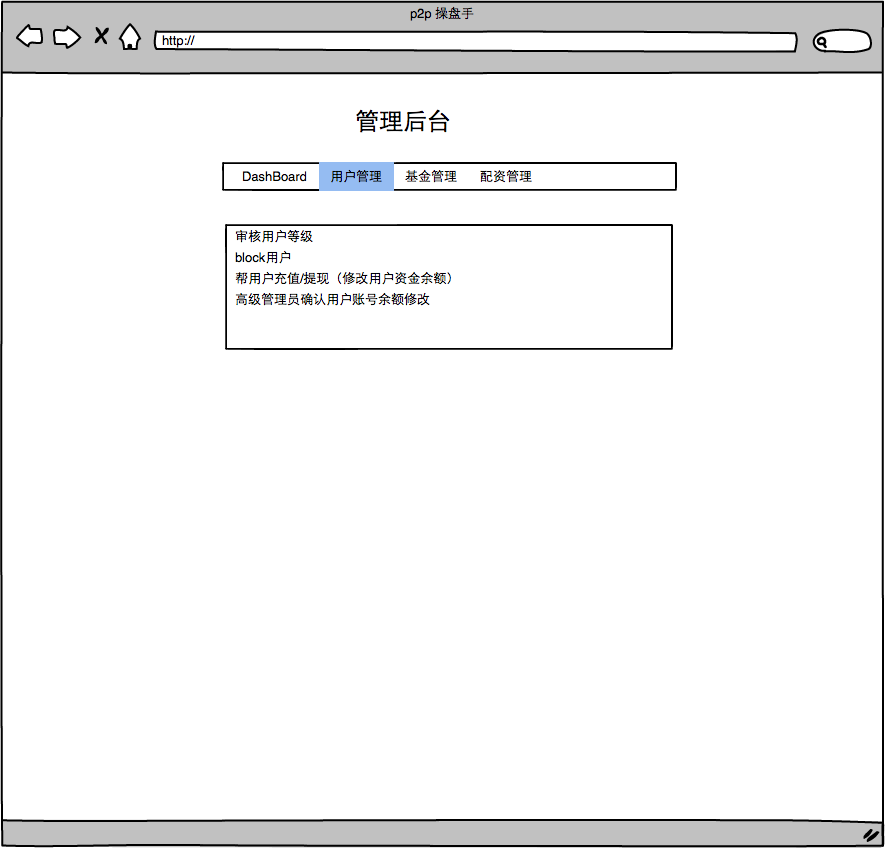 p2p 操盘手
http://
管理后台
DashBoard 用户管理 基金管理 配资管理
审核用户等级
block用户
帮用户充值/提现（修改用户资金余额）
高级管理员确认用户账号余额修改